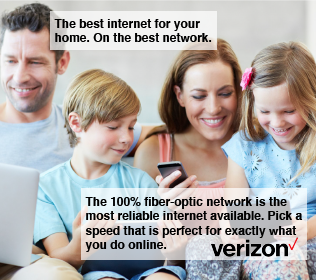 The best internet for your
home. On the best network.
The 100% fiber-optic network is the
most reliable internet available. Pick a
speed that is perfect for exactly what
you do online.
verizon✓